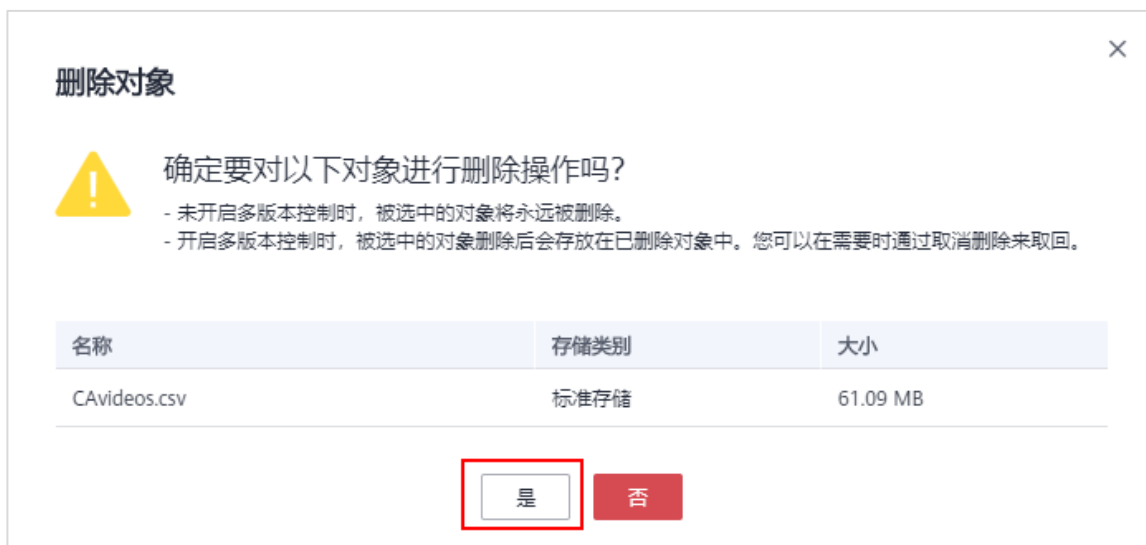 删除对象
确定要对以下对象进行删除操作吗？
- 未开启多版本控制时，被选中的对象将永远被删除。
- 开启多版本控制时，被选中的对象删除后会存放在已删除对象中。您可以在需要时通过取消删除来取回。
名称 存储类别 大小
CAvideos.csv 标准存储 61.09 MB
是 否